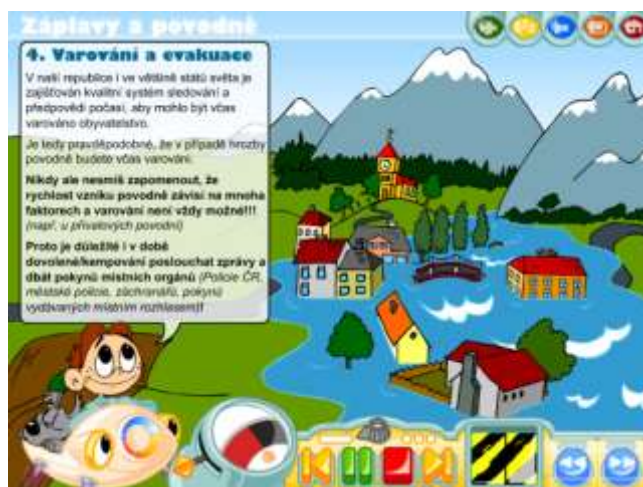 Záplavy a povodně
4. Varování a evakuace
V naší republice i ve většině států světa je
zajišťován kvalitní systém sledování a
předpovědi počasí, aby mohlo být včas
varováno obyvatelstvo.
Je tedy pravděpodobné, že v případě hrozby
povodně budete včas varováni.
Nikdy ale nesmíš zapomenout, že
rychlost vzniku povodně závisí na mnoha
faktorech a varování není vždy možné!!!
(např. u přívalových povodní)
Proto je důležité i v době
dovolené/kempování poslouchat zprávy a
dbát pokynů místních orgánů (Policie ČR,
městské policie, záchranářů, pokynů
vydávaných místním rozhlasem)!